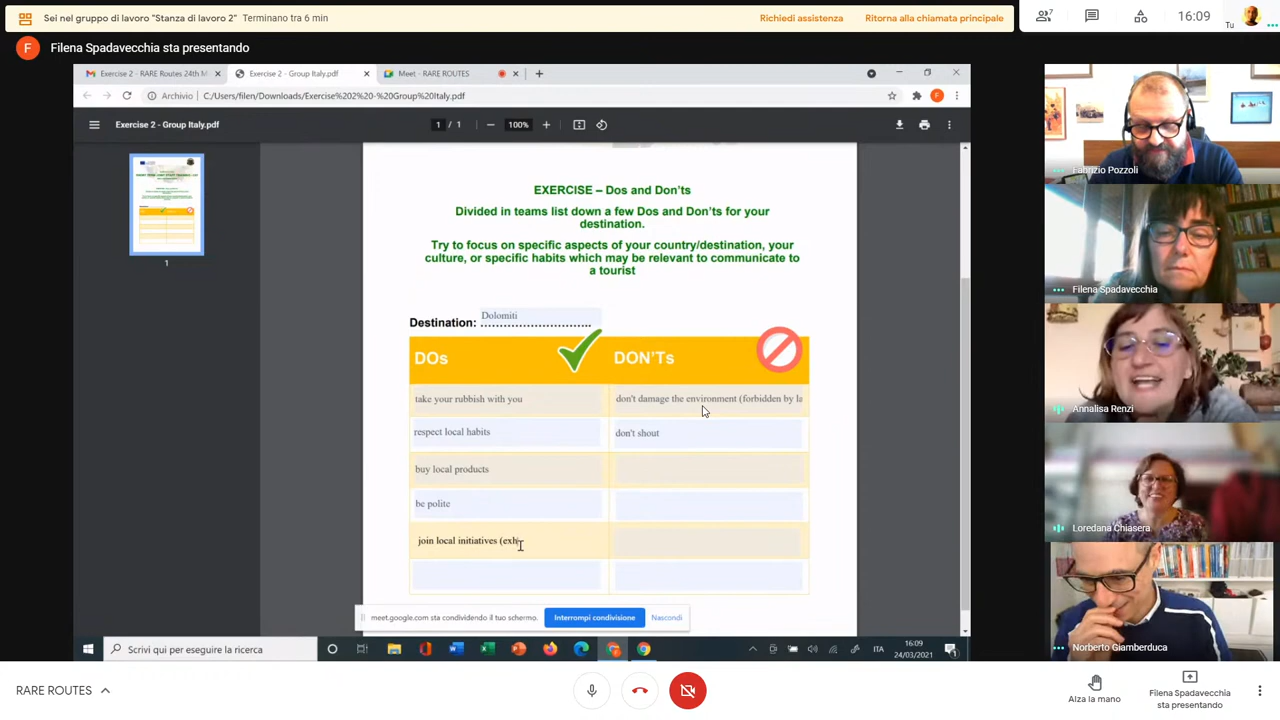 Sei nel gruppo di lavoro "Stanza di lavoro 2" Terminano tra 6 min Richiedi assistenza Ritorna alla chiamata principale
7 16:09 Tu
F Filena Spadavecchia sta presentando
Exercise 2 - RARE Routes 24th M Exercise 2 - Group Italy.pdf Meet - RARE ROUTES
Archivio C:/Users/filen/Downloads/Exercise%202%20-%20Group%20Italy.pdf F
Exercise 2 - Group Italy.pdf 1 / 1 100%
1
EXERCISE – Dos and Don'ts
Divided in teams list down a few Dos and Don'ts for your
destination.
Try to focus on specific aspects of your country/destination, your
culture, or specific habits which may be relevant to communicate to
a tourist
Destination: Dolomiti
DOs DON'Ts
take your rubbish with you don't damage the environment (forbidden by la
respect local habits don't shout
buy local products
be polite
join local initiatives (exh
meet.google.com sta condividendo il tuo schermo. Interrompi condivisione Nascondi
Scrivi qui per eseguire la ricerca ITA 16:09
24/03/2021
Fabrizio Pozzoli
Filena Spadavecchia
Annalisa Renzi
Loredana Chiasera
Norberto Giamberduca
RARE ROUTES
Alza la mano
Filena Spadavecchia
sta presentando